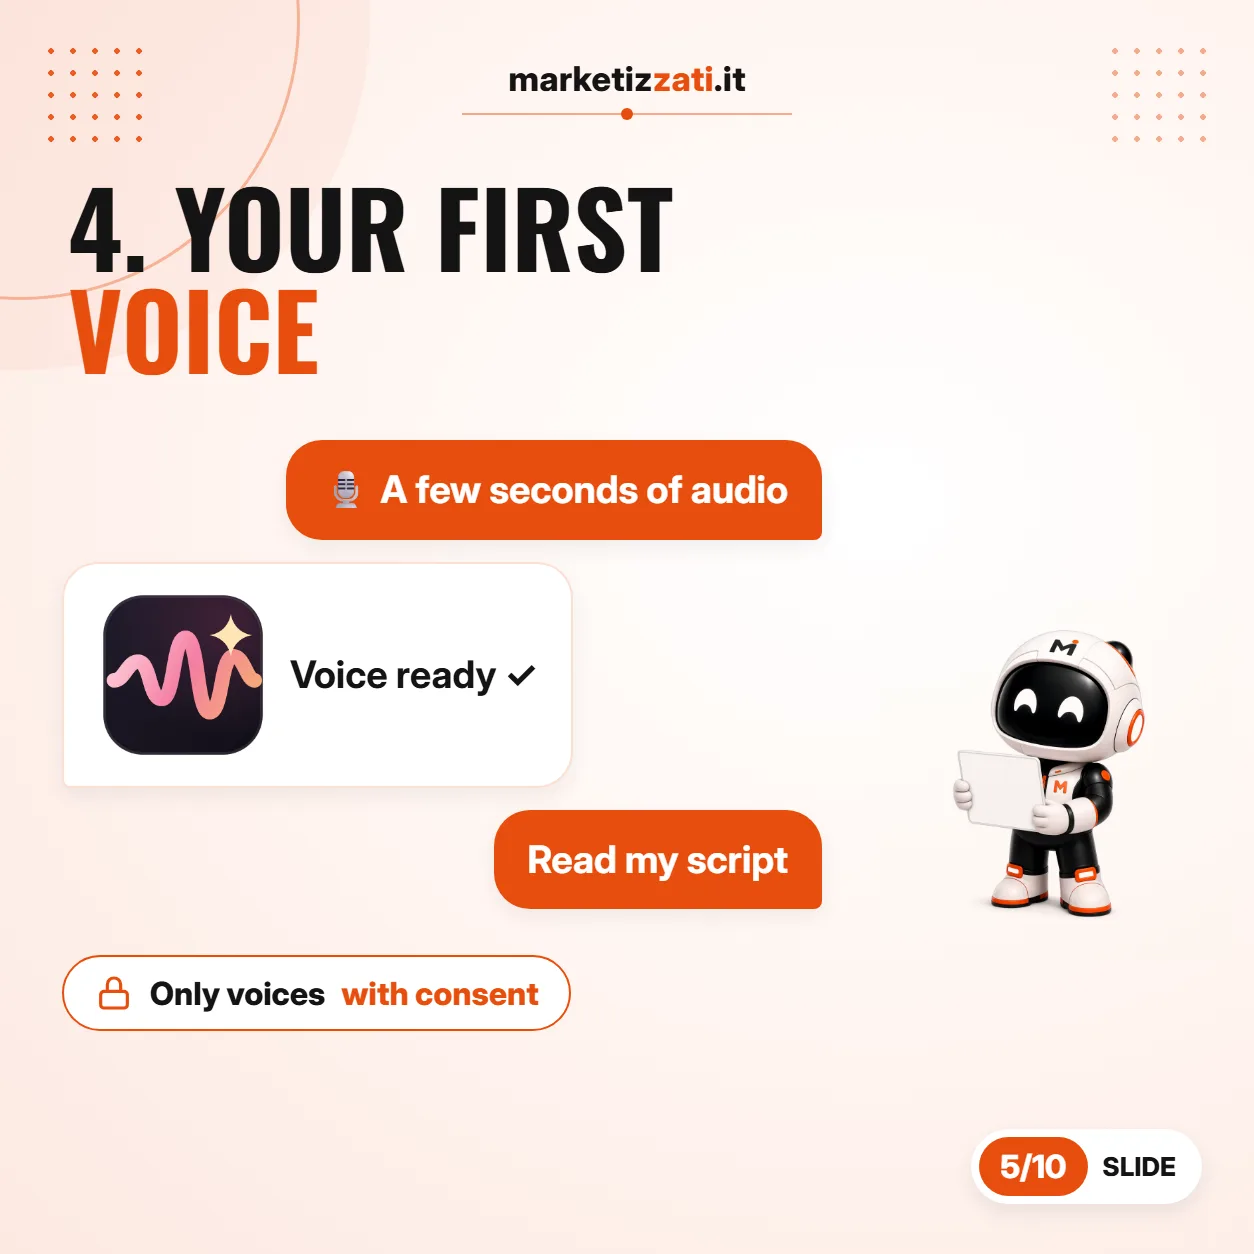 marketizzati.it
4. YOUR FIRST
VOICE
🎙️ A few seconds of audio
Voice ready ✓
Read my script
Only voices with consent
5/10 SLIDE